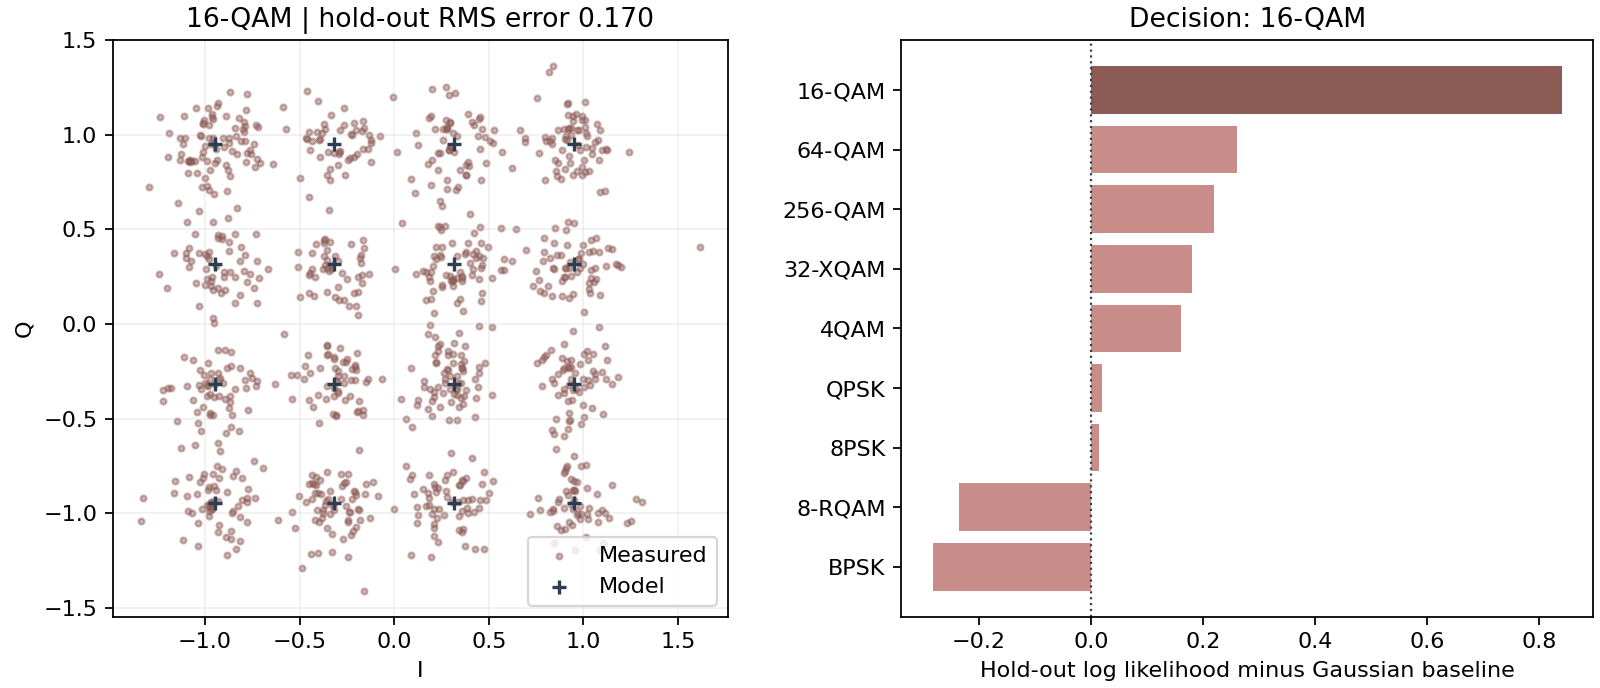 16-QAM | hold-out RMS error 0.170
1.5
1.0
0.5
0.0
−0.5
−1.0
−1.5
Q
−1.0
−0.5
0.0
0.5
1.0
1.5
I
Measured
Model
Decision: 16-QAM
16-QAM
64-QAM
256-QAM
32-XQAM
4QAM
QPSK
8PSK
8-RQAM
BPSK
−0.2
0.0
0.2
0.4
0.6
0.8
Hold-out log likelihood minus Gaussian baseline